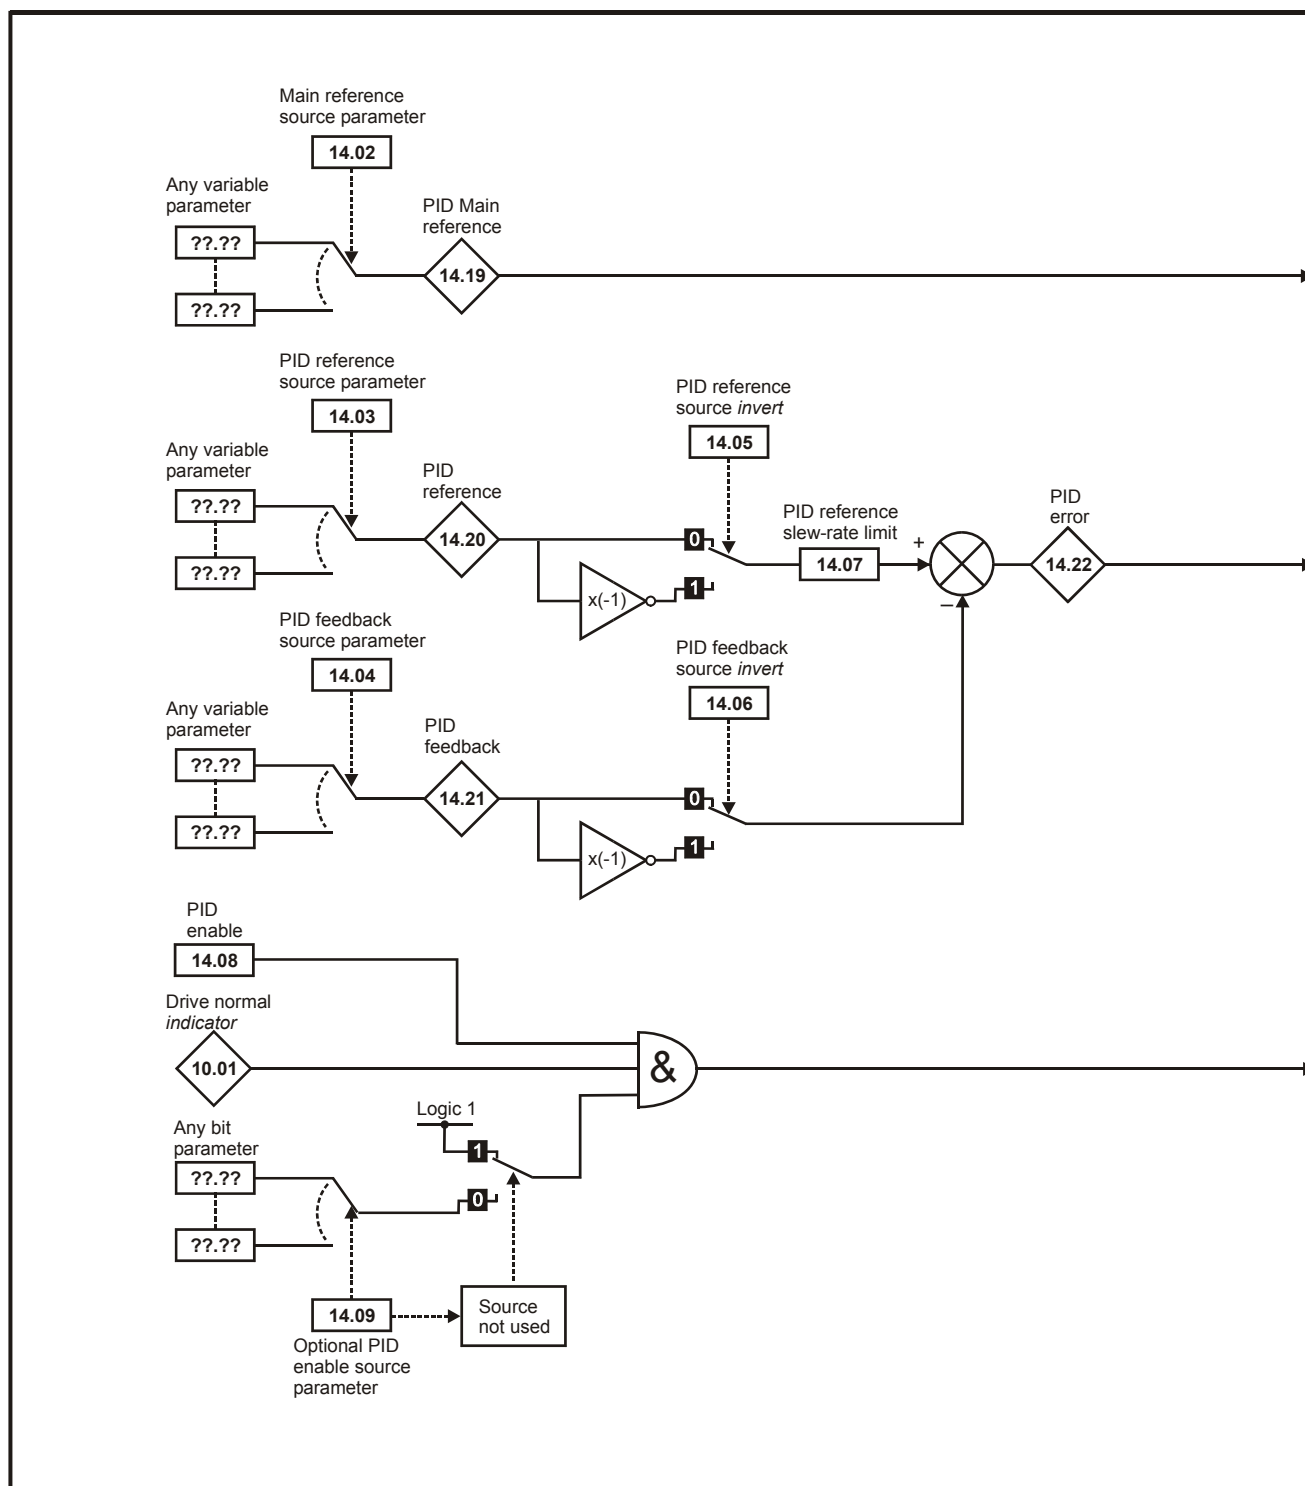 Main reference
source parameter
14.02
Any variable
parameter
??.??
??.??
PID Main
reference
14.19
PID reference
source parameter
14.03
Any variable
parameter
??.??
??.??
PID
reference
14.20
x(-1)
PID reference
source invert
14.05
0
1
PID reference
slew-rate limit
14.07
+
–
PID
error
14.22
PID feedback
source parameter
14.04
Any variable
parameter
??.??
??.??
PID
feedback
14.21
x(-1)
PID feedback
source invert
14.06
0
1
PID
enable
14.08
Drive normal
indicator
10.01
&
Logic 1
1
0
Any bit
parameter
??.??
??.??
14.09
Optional PID
enable source
parameter
Source
not used